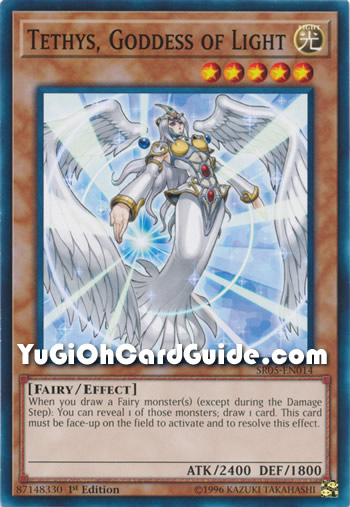 TETHYS, GODDESS OF LIGHT
LIGHT
光
YuGiOhCardGuide.com
SR05-EN014
[FAIRY/EFFECT]
When you draw a Fairy monster(s) (except during the Damage
Step): You can reveal 1 of those monsters; draw 1 card. This card
must be face-up on the field to activate and to resolve this effect.
ATK/2400 DEF/1800
87148330 1st Edition ©1996 KAZUKI TAKAHASHI